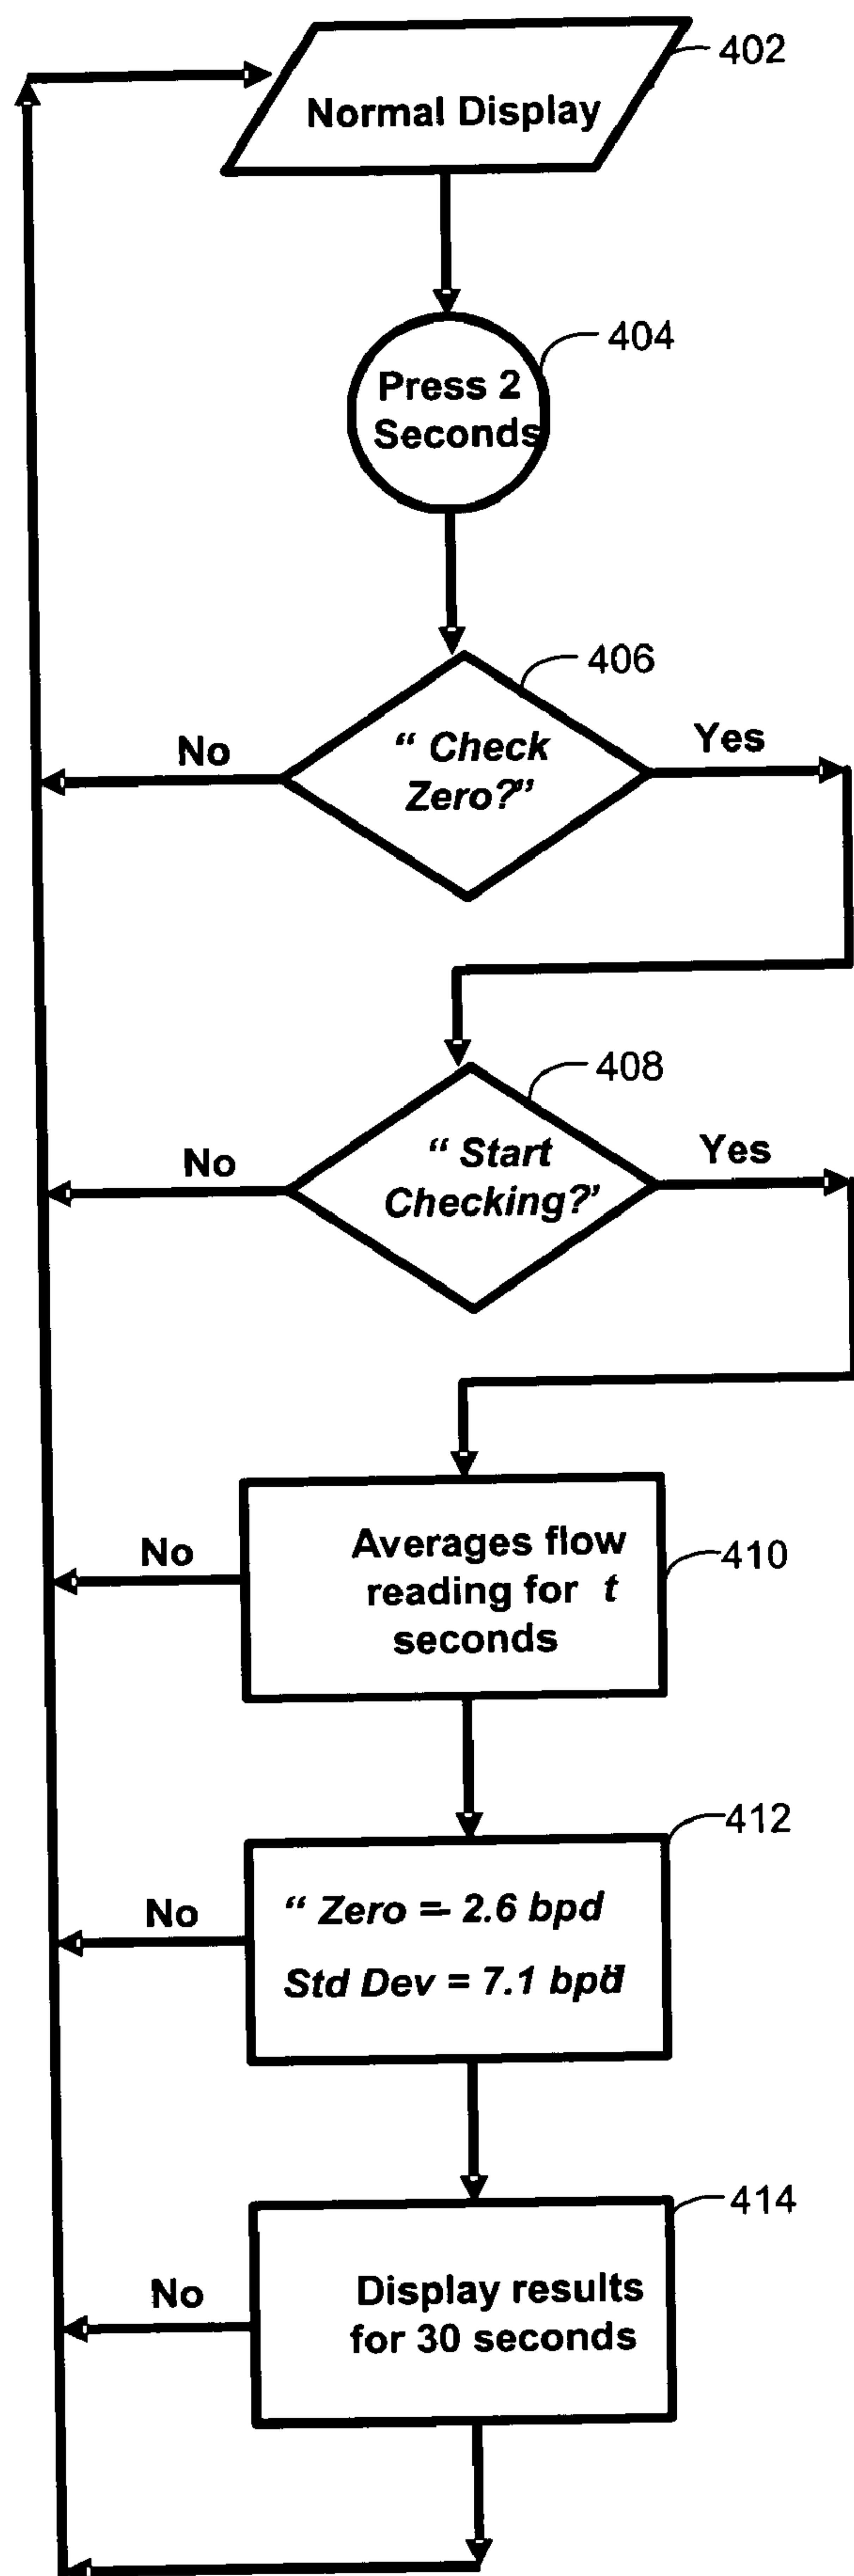 402
Normal Display
404
Press 2
Seconds
406
“ Check
Zero?”
No
Yes
408
“ Start
Checking?’
No
Yes
Averages flow
reading for t
seconds
No
410
412
“ Zero =- 2.6 bpd
Std Dev = 7.1 bpd”
No
414
Display results
for 30 seconds
No